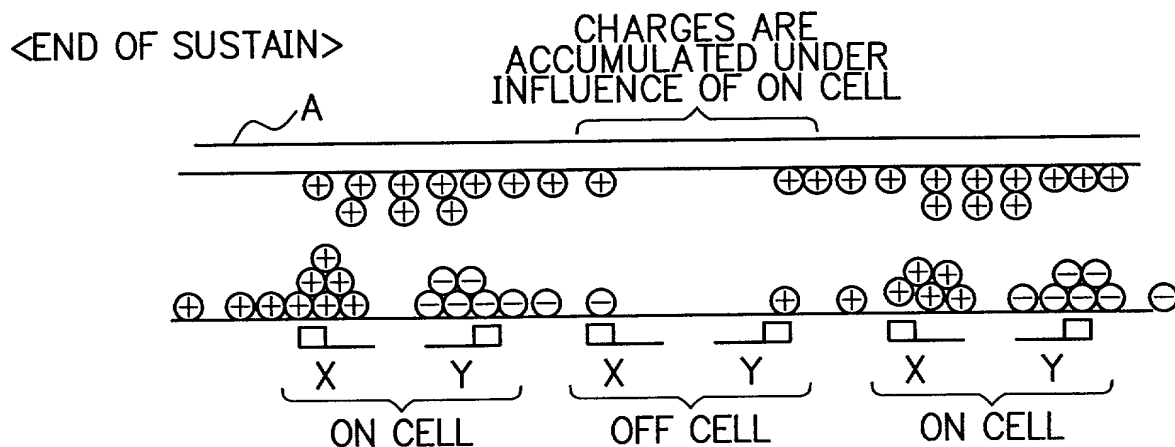 <END OF SUSTAIN>
CHARGES ARE
ACCUMULATED UNDER
INFLUENCE OF ON CELL
A
X Y X Y X Y
ON CELL OFF CELL ON CELL